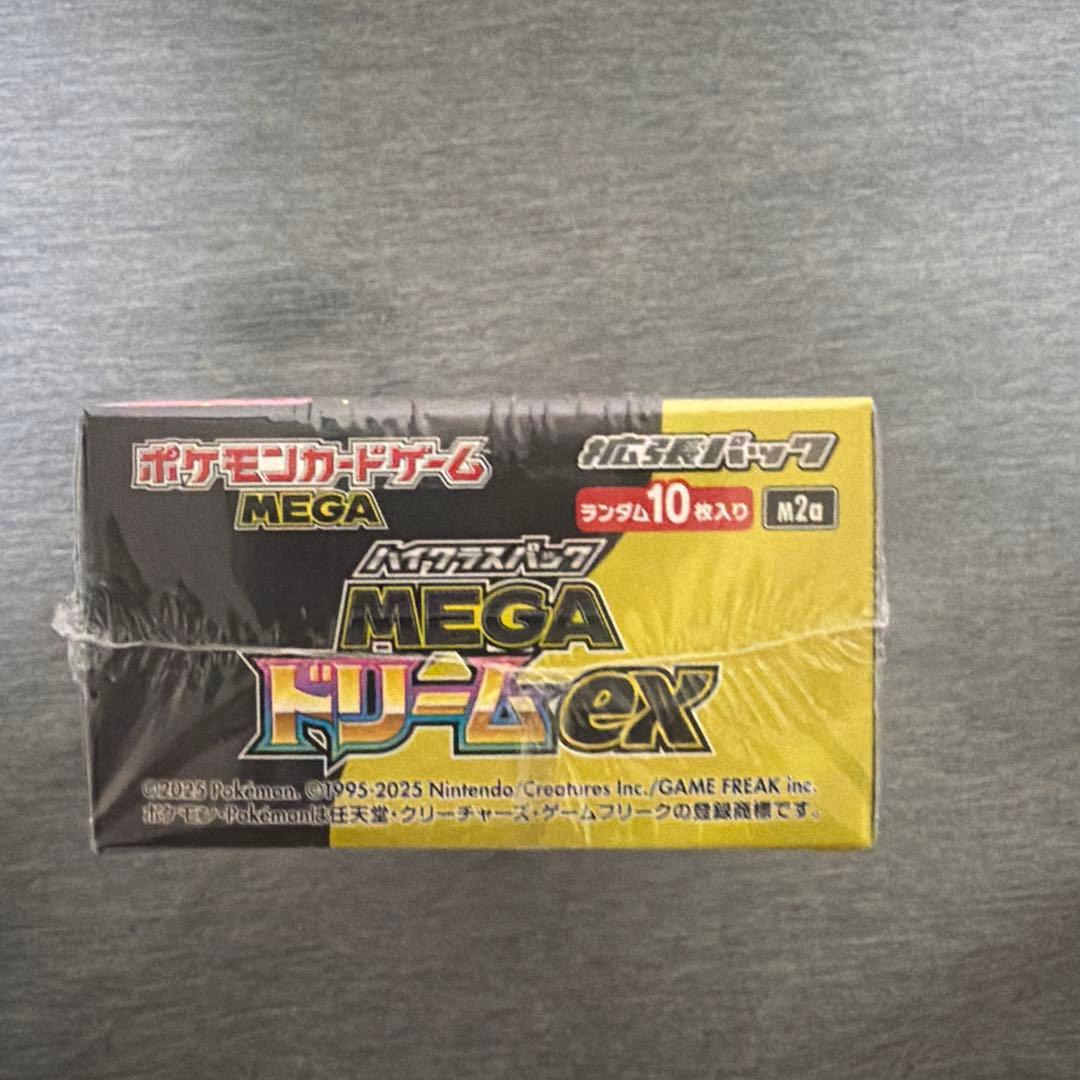 ポケモンカードゲーム
MEGA
拡張パック
ランダム10枚入り M2a
ハイクラスパック
MEGA
ドリームex
©2025 Pokémon. ©1995-2025 Nintendo/Creatures Inc./GAME FREAK inc.
ポケモン・Pokémonは任天堂・クリーチャーズ・ゲームフリークの登録商標です。